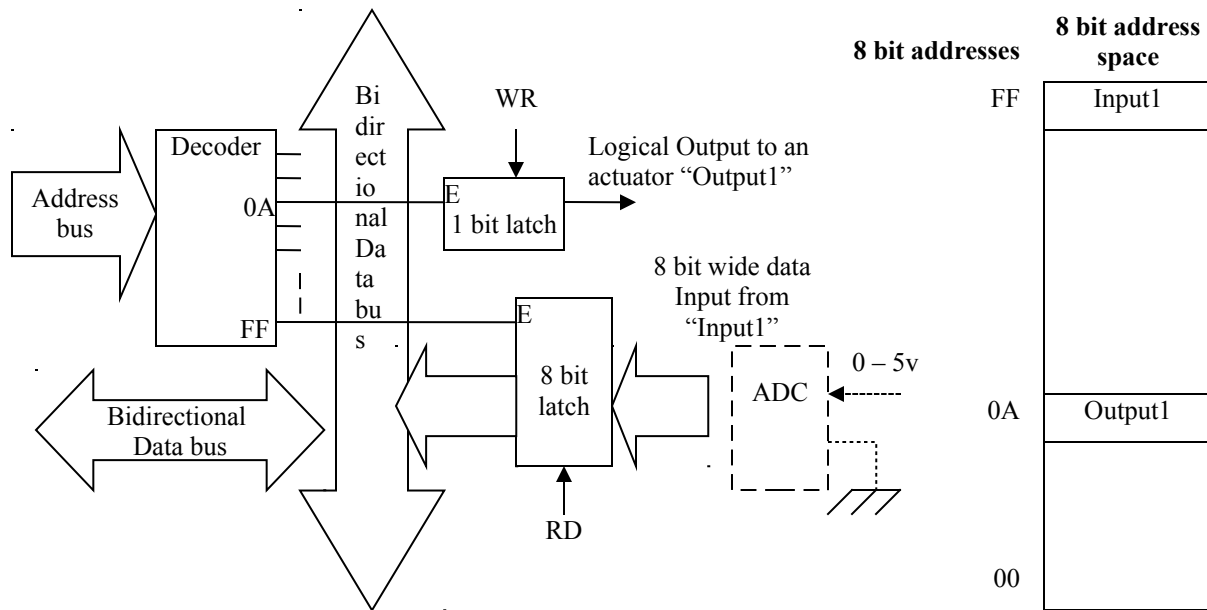 Decoder
Address
bus
0A
FF
Bi
dir
ect
io
nal
Da
ta
bu
s
Bidirectional
Data bus
WR
E
1 bit latch
Logical Output to an
actuator “Output1”
8 bit wide data
Input from
“Input1”
E
8 bit
latch
RD
ADC
0 – 5v
8 bit addresses
8 bit address
space
FF
Input1
0A
Output1
00